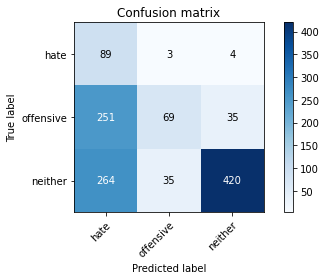 Confusion matrix
hate 89 3 4
offensive 251 69 35
neither 264 35 420
hate offensive neither
True label
Predicted label
400
350
300
250
200
150
100
50